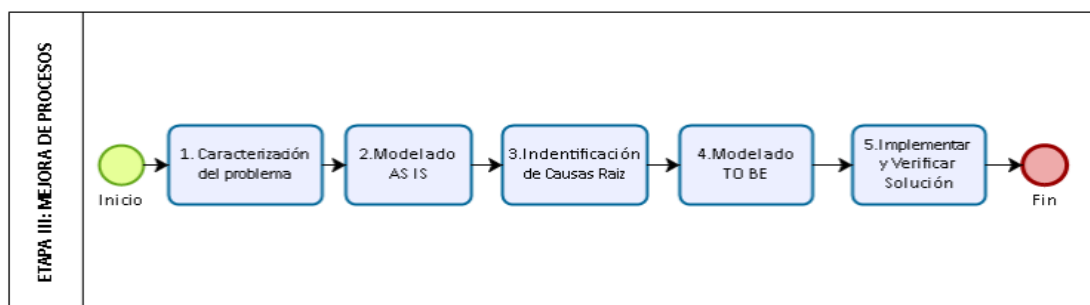 ETAPA III: MEJORA DE PROCESOS
Inicio
1. Caracterización
del problema
2.Modelado
AS IS
3.Indentificación
de Causas Raiz
4.Modelado
TO BE
5.Implementar
y Verificar
Solución
Fin